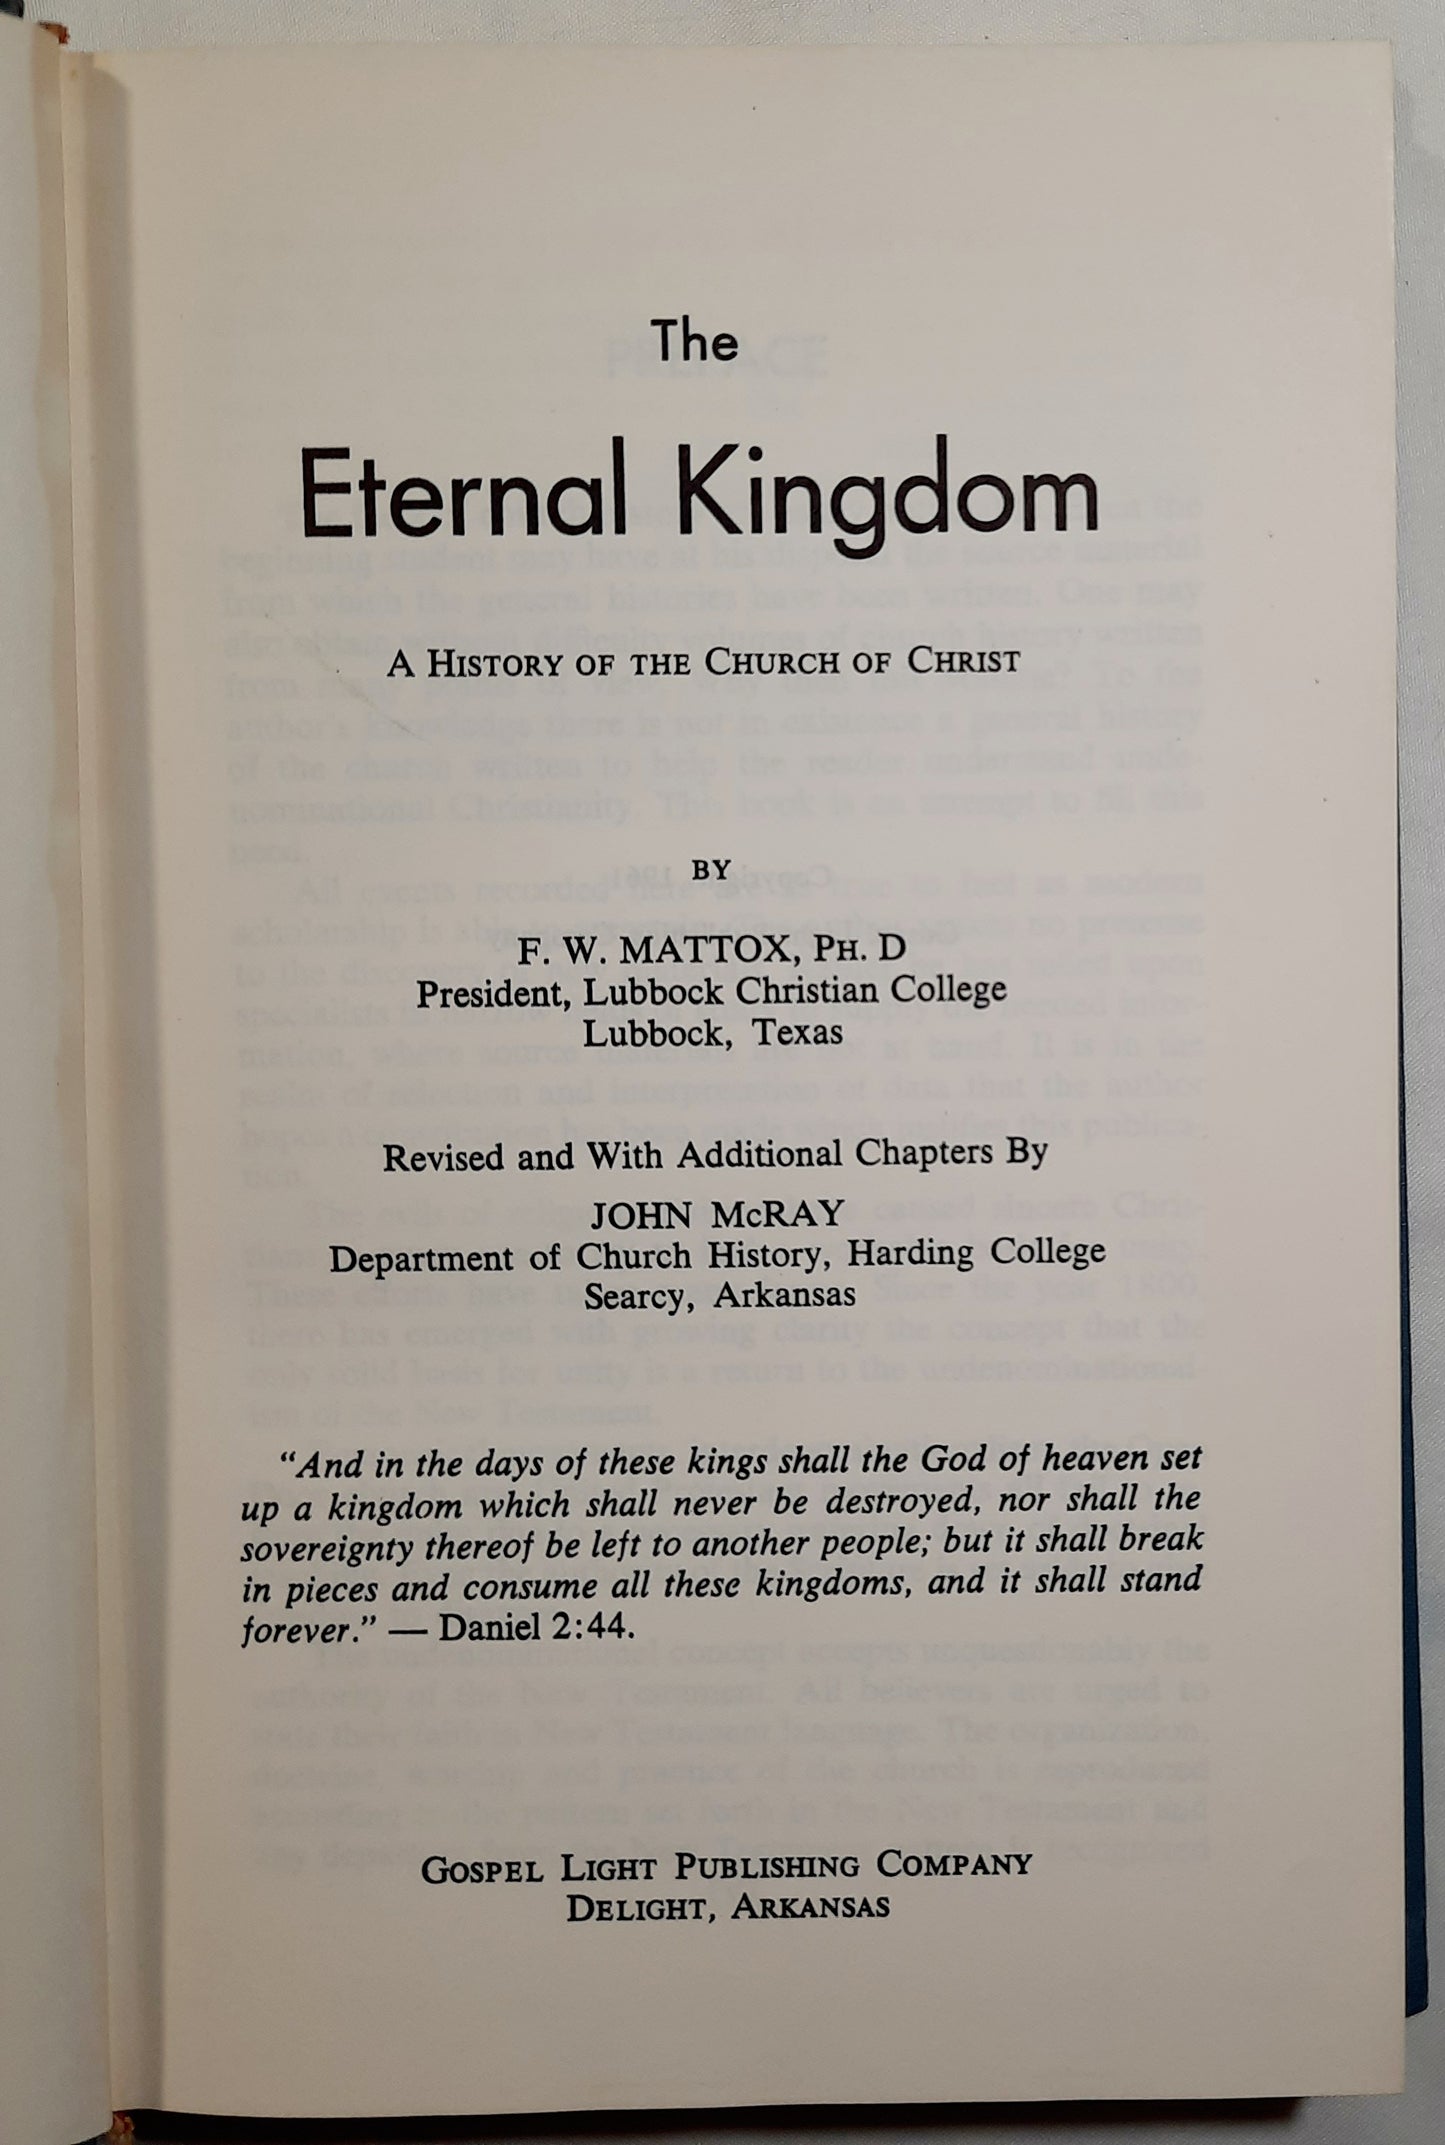 The
Eternal Kingdom
A HISTORY OF THE CHURCH OF CHRIST
BY
F. W. MATTOX, PH. D
President, Lubbock Christian College
Lubbock, Texas
Revised and With Additional Chapters By
JOHN McRAY
Department of Church History, Harding College
Searcy, Arkansas
“And in the days of these kings shall the God of heaven set
up a kingdom which shall never be destroyed, nor shall the
sovereignty thereof be left to another people; but it shall break
in pieces and consume all these kingdoms, and it shall stand
forever.” — Daniel 2:44.
GOSPEL LIGHT PUBLISHING COMPANY
DELIGHT, ARKANSAS